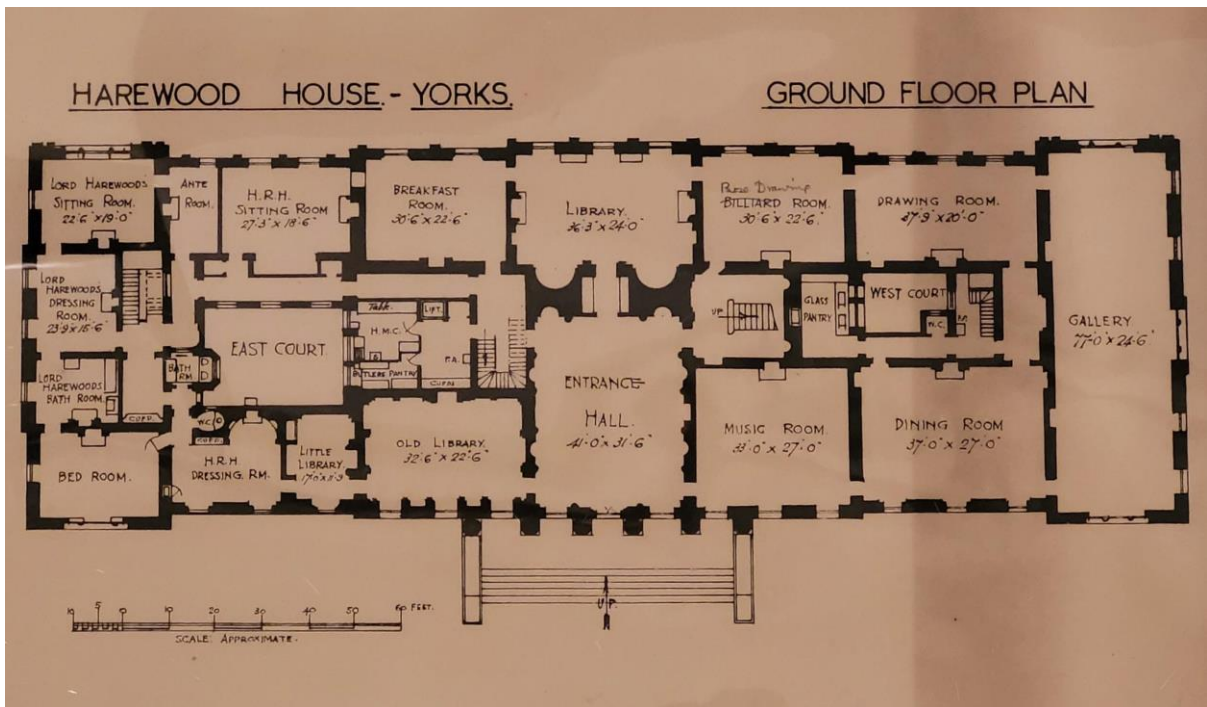 HAREWOOD HOUSE.- YORKS.
GROUND FLOOR PLAN
LORD HAREWOODS
SITTING ROOM.
22'.6" x 19'.0"
ANTE
ROOM.
H.R.H.
SITTING ROOM
27'.3" x 18'.6"
BREAKFAST
ROOM.
30'.6" x 22'.6"
LIBRARY.
36'.3" x 24'.0"
Rose Drawing
BILLIARD ROOM.
30'.6" x 22'.6"
DRAWING ROOM.
37'.9" x 20'.0"
LORD
HAREWOODS
DRESSING
ROOM.
EAST COURT.
Table.
LIFT.
H.M.C.
BUTLERS PANTRY
P.A.
CUPD.
UP.
GLASS
PANTRY
WEST COURT
W.C.
GALLERY.
77'.0" x 24'.6"
LORD
HAREWOODS
BATH ROOM.
CUPD.
BATH
RM.
W.C.
CUPD.
BED ROOM.
H.R.H
DRESSING. RM.
LITTLE
LIBRARY.
OLD LIBRARY.
32'.6" x 22'.6"
ENTRANCE
HALL.
41'.0" x 31'.6"
MUSIC ROOM.
33'.0" x 27'.0"
DINING ROOM
37'.0" x 27'.0"
UP.
10 5 0 10 20 30 40 50 60 FEET.
SCALE: APPROXIMATE.